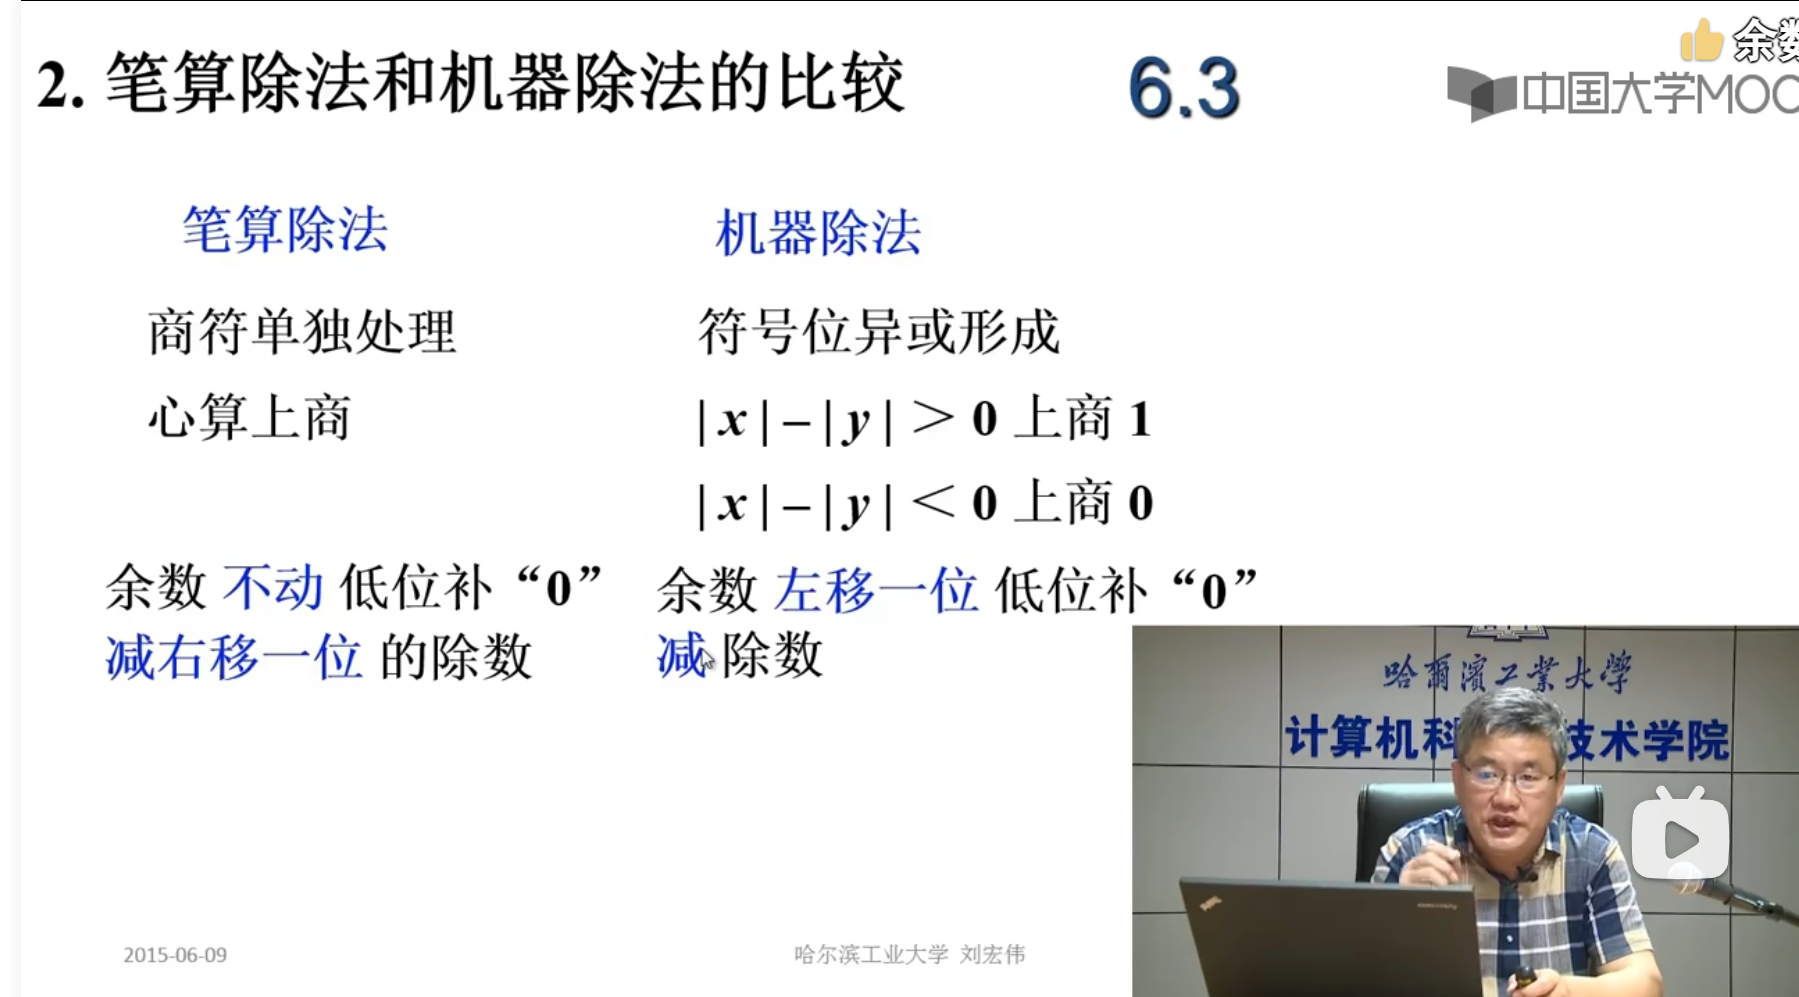 2. 笔算除法和机器除法的比较
6.3
余数
中国大学MOO
笔算除法
机器除法
商符单独处理
符号位异或形成
心算上商
|x|–|y| > 0 上商 1
|x|–|y| < 0 上商 0
余数 不动 低位补 “0”
减右移一位 的除数
余数 左移一位 低位补 “0”
减 除数
哈爾濱工業大學
计算机科 技术学院
2015-06-09
哈尔滨工业大学 刘宏伟